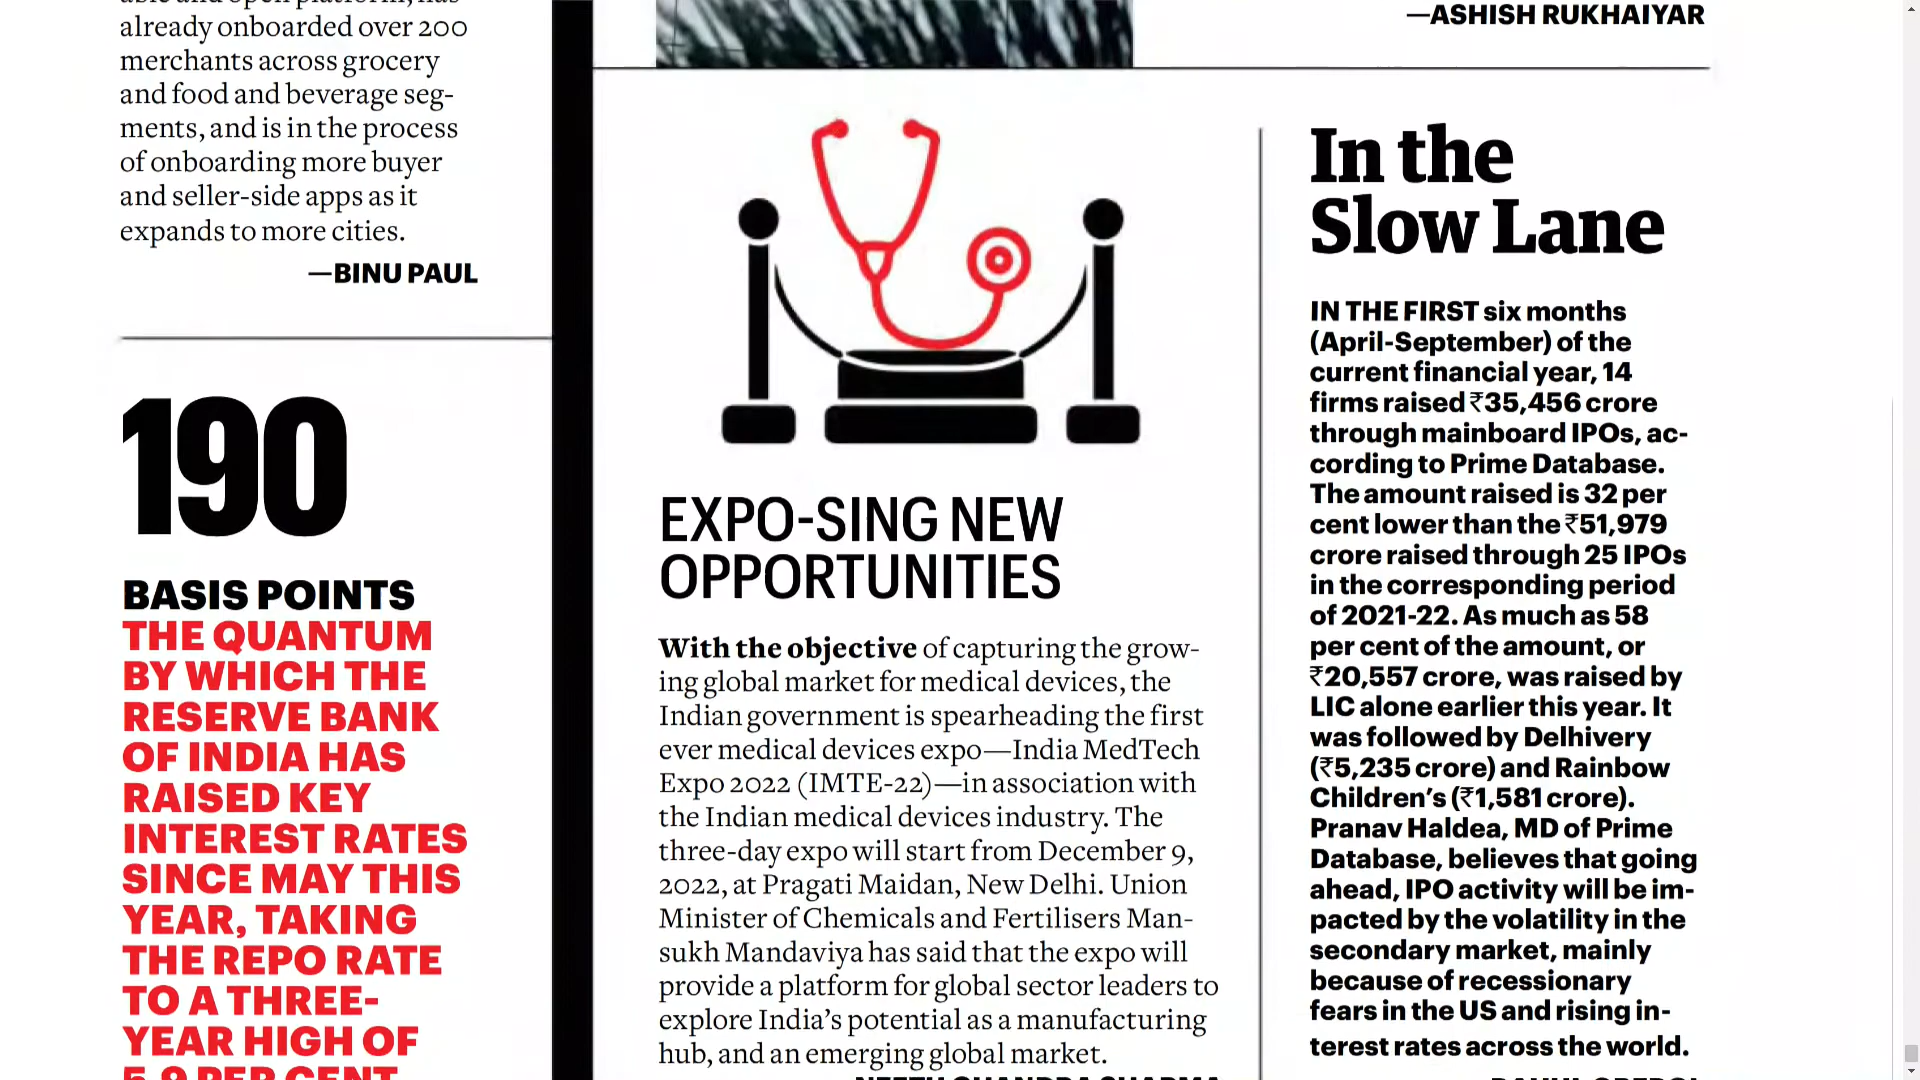 already onboarded over 200
merchants across grocery
and food and beverage seg-
ments, and is in the process
of onboarding more buyer
and seller-side apps as it
expands to more cities.
—BINU PAUL
190
BASIS POINTS
THE QUANTUM
BY WHICH THE
RESERVE BANK
OF INDIA HAS
RAISED KEY
INTEREST RATES
SINCE MAY THIS
YEAR, TAKING
THE REPO RATE
TO A THREE-
YEAR HIGH OF
5.9 PER CENT
—ASHISH RUKHAIYAR
EXPO-SING NEW
OPPORTUNITIES
With the objective of capturing the grow-
ing global market for medical devices, the
Indian government is spearheading the first
ever medical devices expo—India MedTech
Expo 2022 (IMTE-22)—in association with
the Indian medical devices industry. The
three-day expo will start from December 9,
2022, at Pragati Maidan, New Delhi. Union
Minister of Chemicals and Fertilisers Man-
sukh Mandaviya has said that the expo will
provide a platform for global sector leaders to
explore India’s potential as a manufacturing
hub, and an emerging global market.
In the
Slow Lane
IN THE FIRST six months
(April-September) of the
current financial year, 14
firms raised ₹35,456 crore
through mainboard IPOs, ac-
cording to Prime Database.
The amount raised is 32 per
cent lower than the ₹51,979
crore raised through 25 IPOs
in the corresponding period
of 2021-22. As much as 58
per cent of the amount, or
₹20,557 crore, was raised by
LIC alone earlier this year. It
was followed by Delhivery
(₹5,235 crore) and Rainbow
Children’s (₹1,581 crore).
Pranav Haldea, MD of Prime
Database, believes that going
ahead, IPO activity will be im-
pacted by the volatility in the
secondary market, mainly
because of recessionary
fears in the US and rising in-
terest rates across the world.